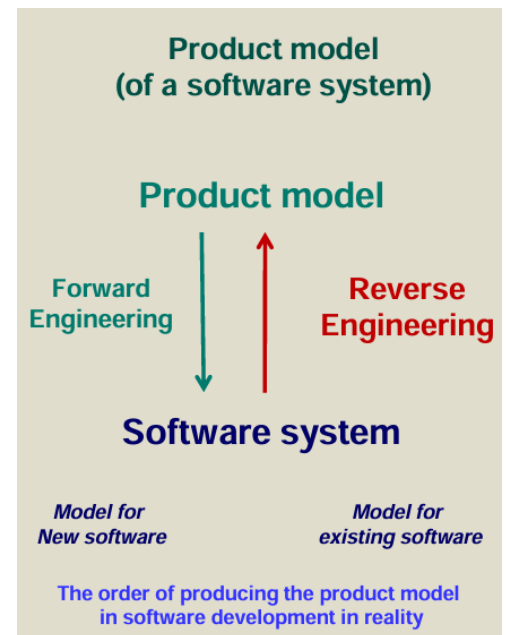 Product model
(of a software system)
Product model
Forward
Engineering
Reverse
Engineering
Software system
Model for
New software
Model for
existing software
The order of producing the product model
in software development in reality